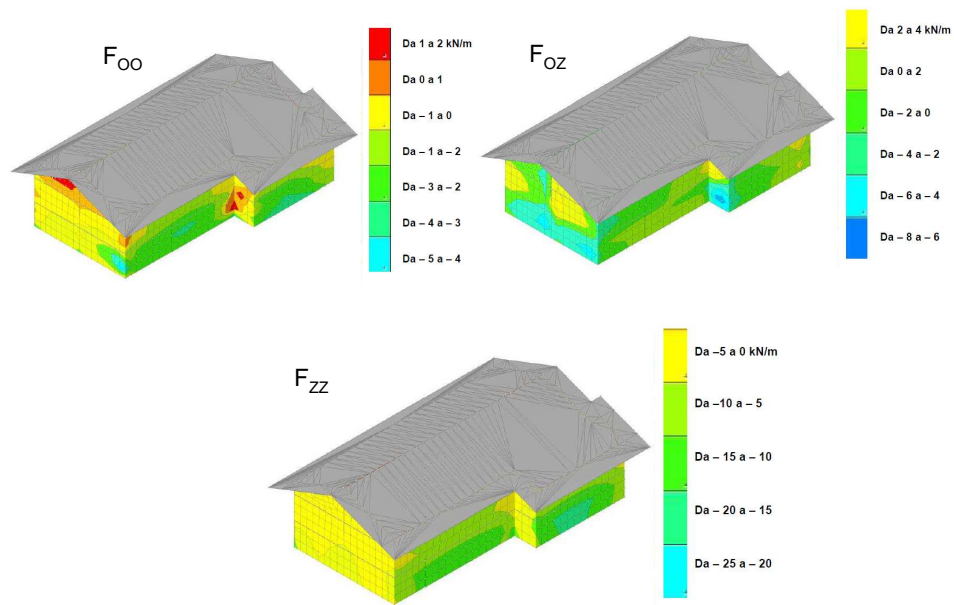 F_OO
Da 1 a 2 kN/m
Da 0 a 1
Da – 1 a 0
Da – 1 a – 2
Da – 3 a – 2
Da – 4 a – 3
Da – 5 a – 4
F_OZ
Da 2 a 4 kN/m
Da 0 a 2
Da – 2 a 0
Da – 4 a – 2
Da – 6 a – 4
Da – 8 a – 6
F_ZZ
Da –5 a 0 kN/m
Da –10 a – 5
Da – 15 a – 10
Da – 20 a – 15
Da – 25 a – 20